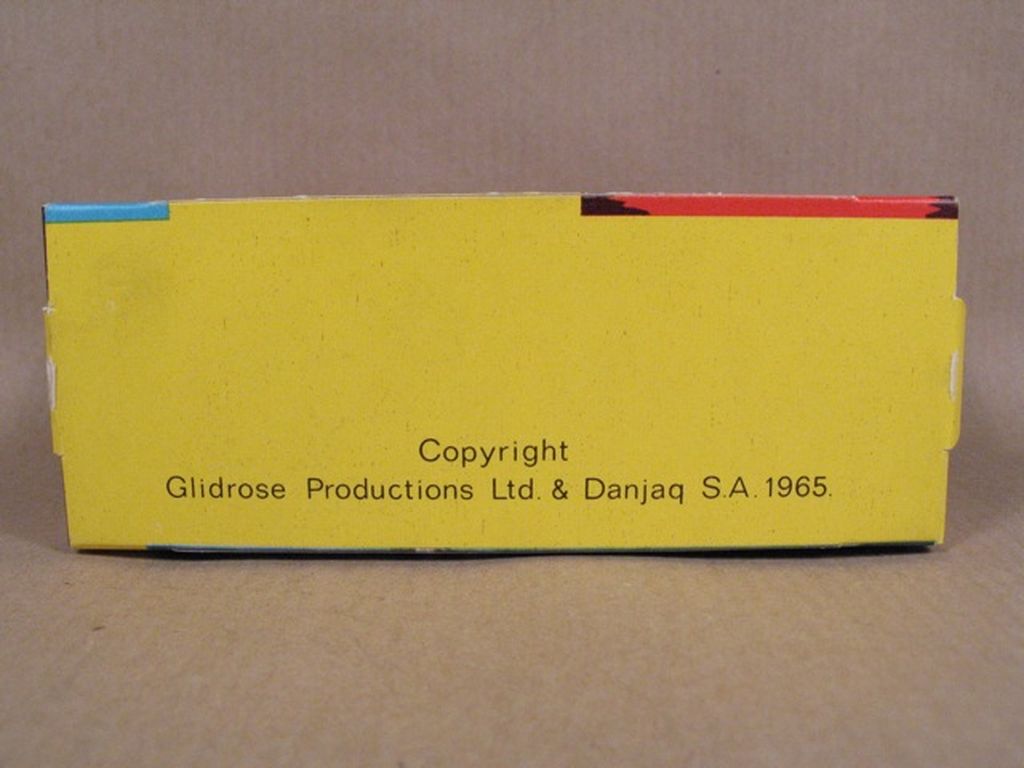 Copyright
Glidrose Productions Ltd. & Danjaq S.A. 1965.